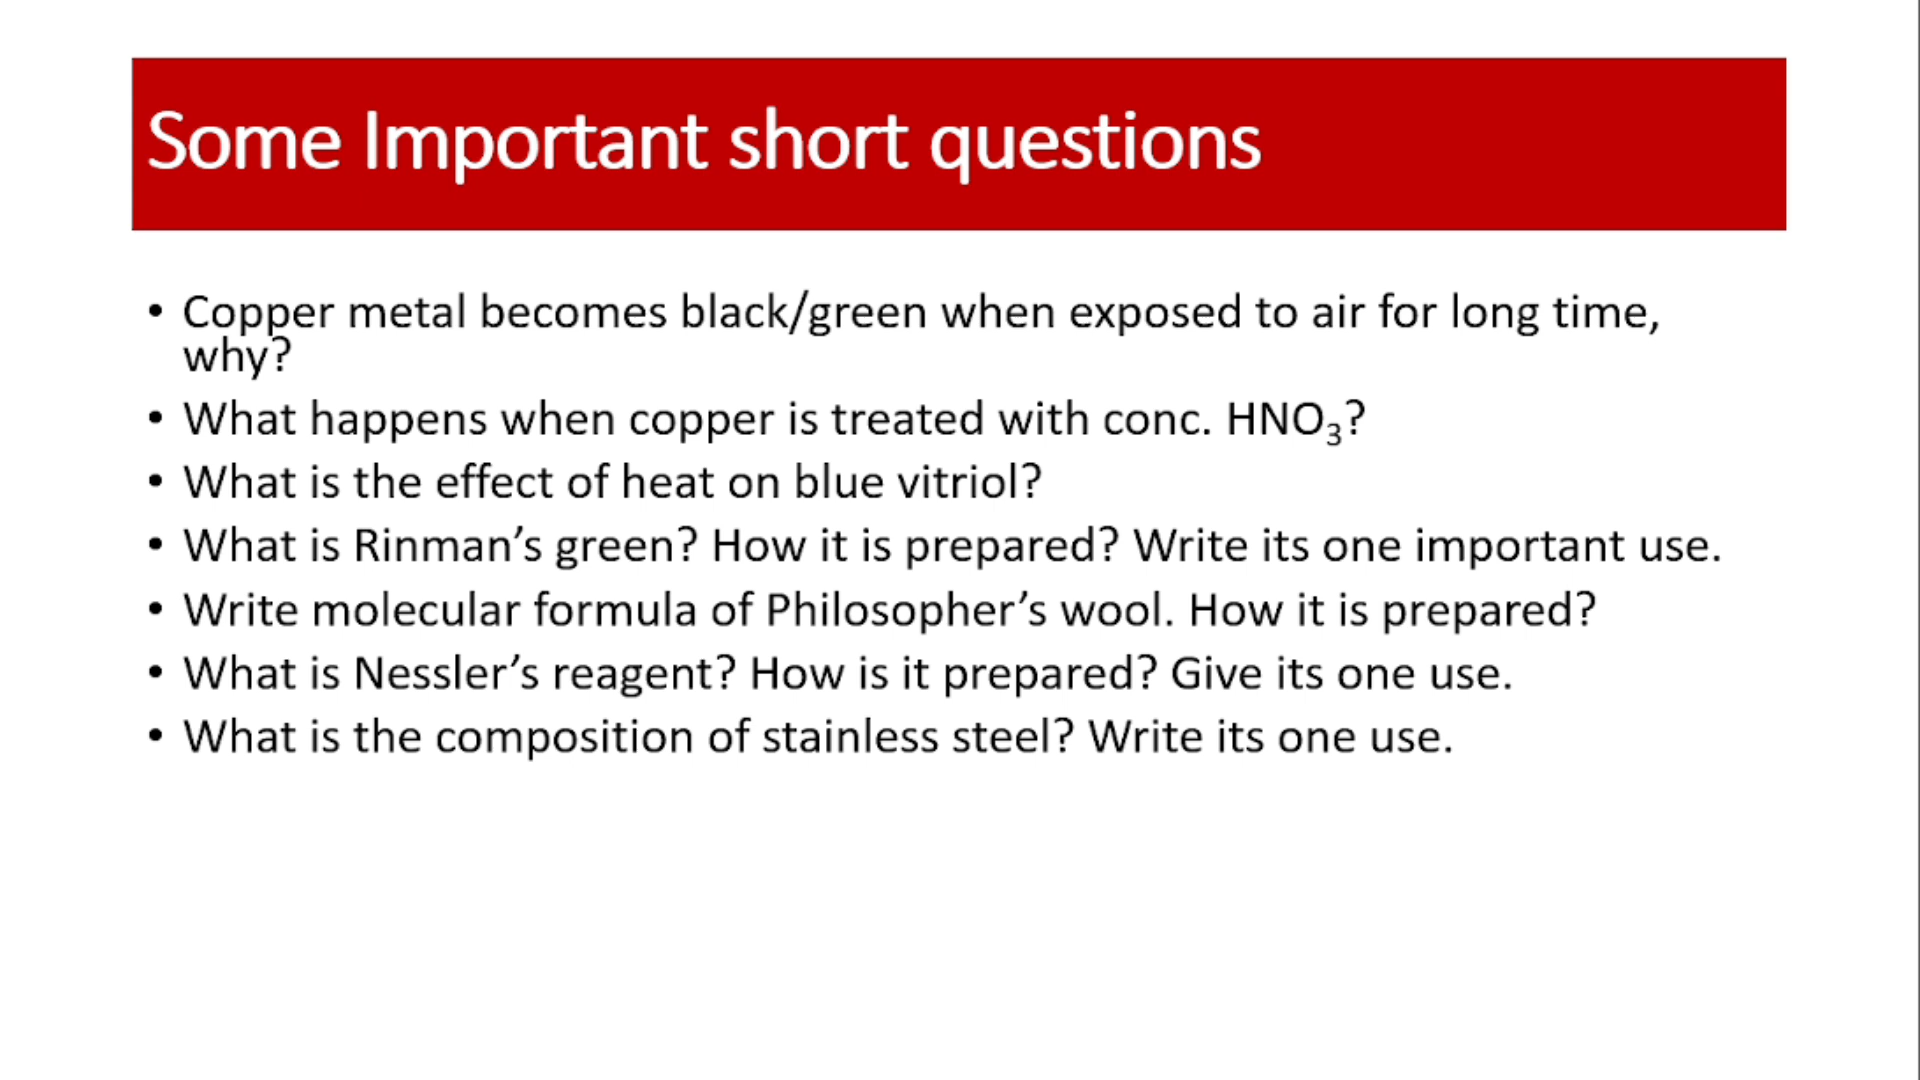 Some Important short questions
• Copper metal becomes black/green when exposed to air for long time,
why?
• What happens when copper is treated with conc. HNO₃?
• What is the effect of heat on blue vitriol?
• What is Rinman’s green? How it is prepared? Write its one important use.
• Write molecular formula of Philosopher’s wool. How it is prepared?
• What is Nessler’s reagent? How is it prepared? Give its one use.
• What is the composition of stainless steel? Write its one use.